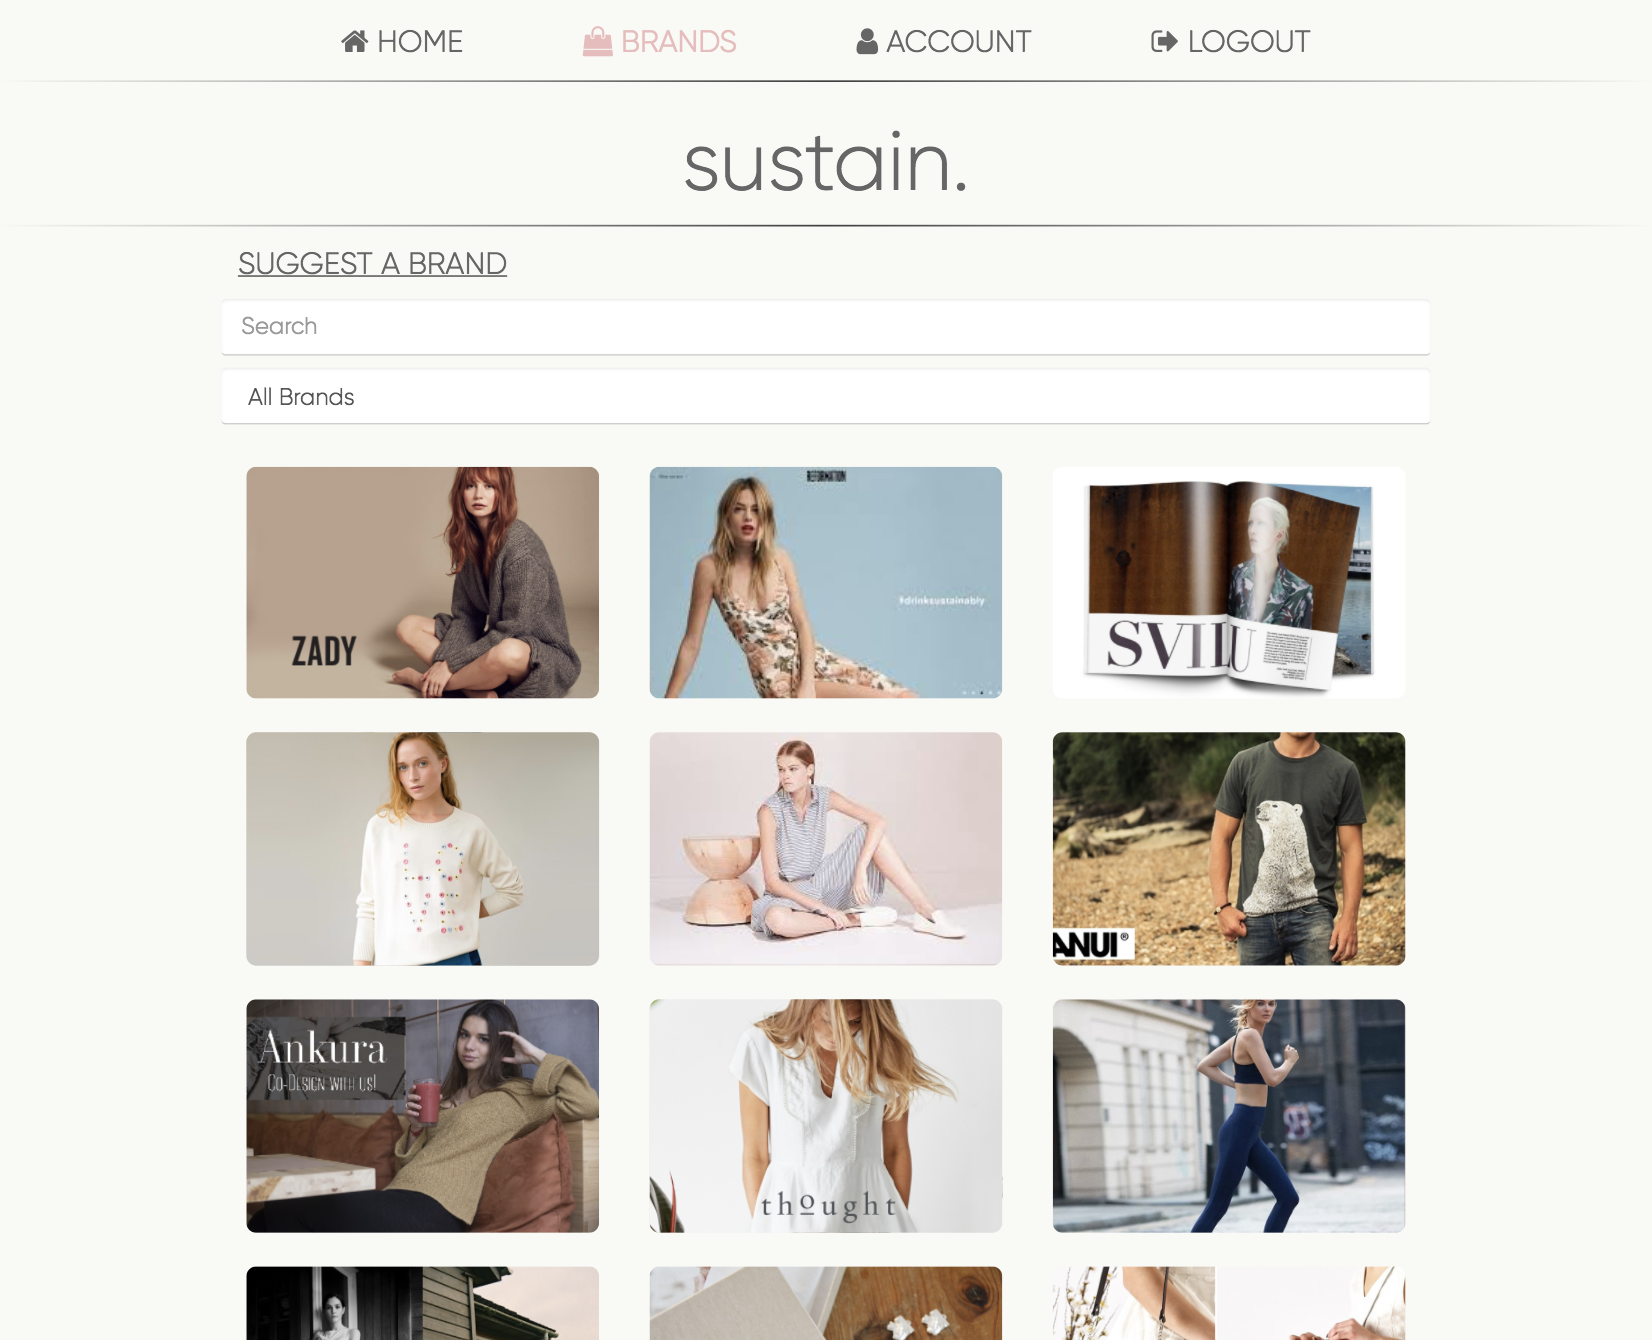 HOME
BRANDS
ACCOUNT
LOGOUT
sustain.
SUGGEST A BRAND
Search
All Brands
ZADY
REFORMATION
#drinksustainably
SVILU
ANUI®
Ankura
Co-Design with us!
thought